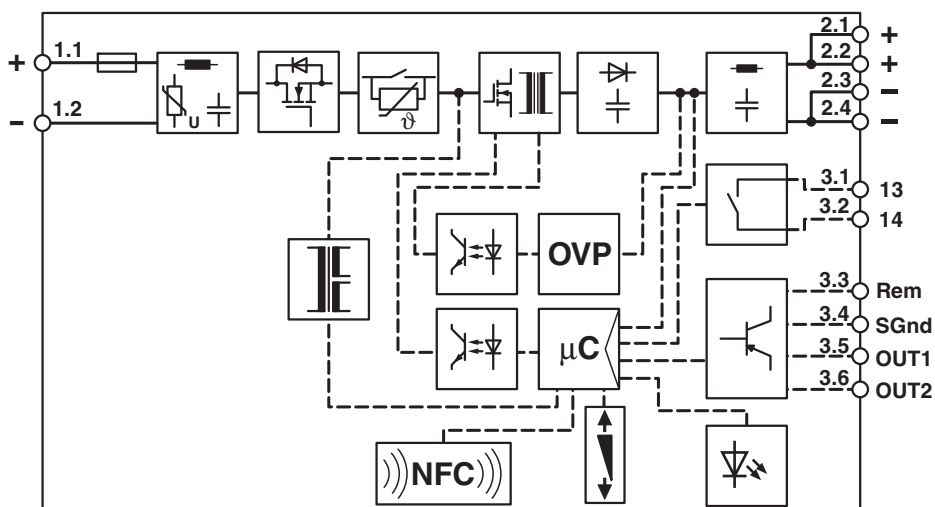 2.1
+
+
1.1
2.2
+
2.3
−
−
1.2
2.4
−
U
ϑ
3.1
13
3.2
14
OVP
3.3
Rem
3.4
SGnd
μC
3.5
OUT1
3.6
OUT2
NFC